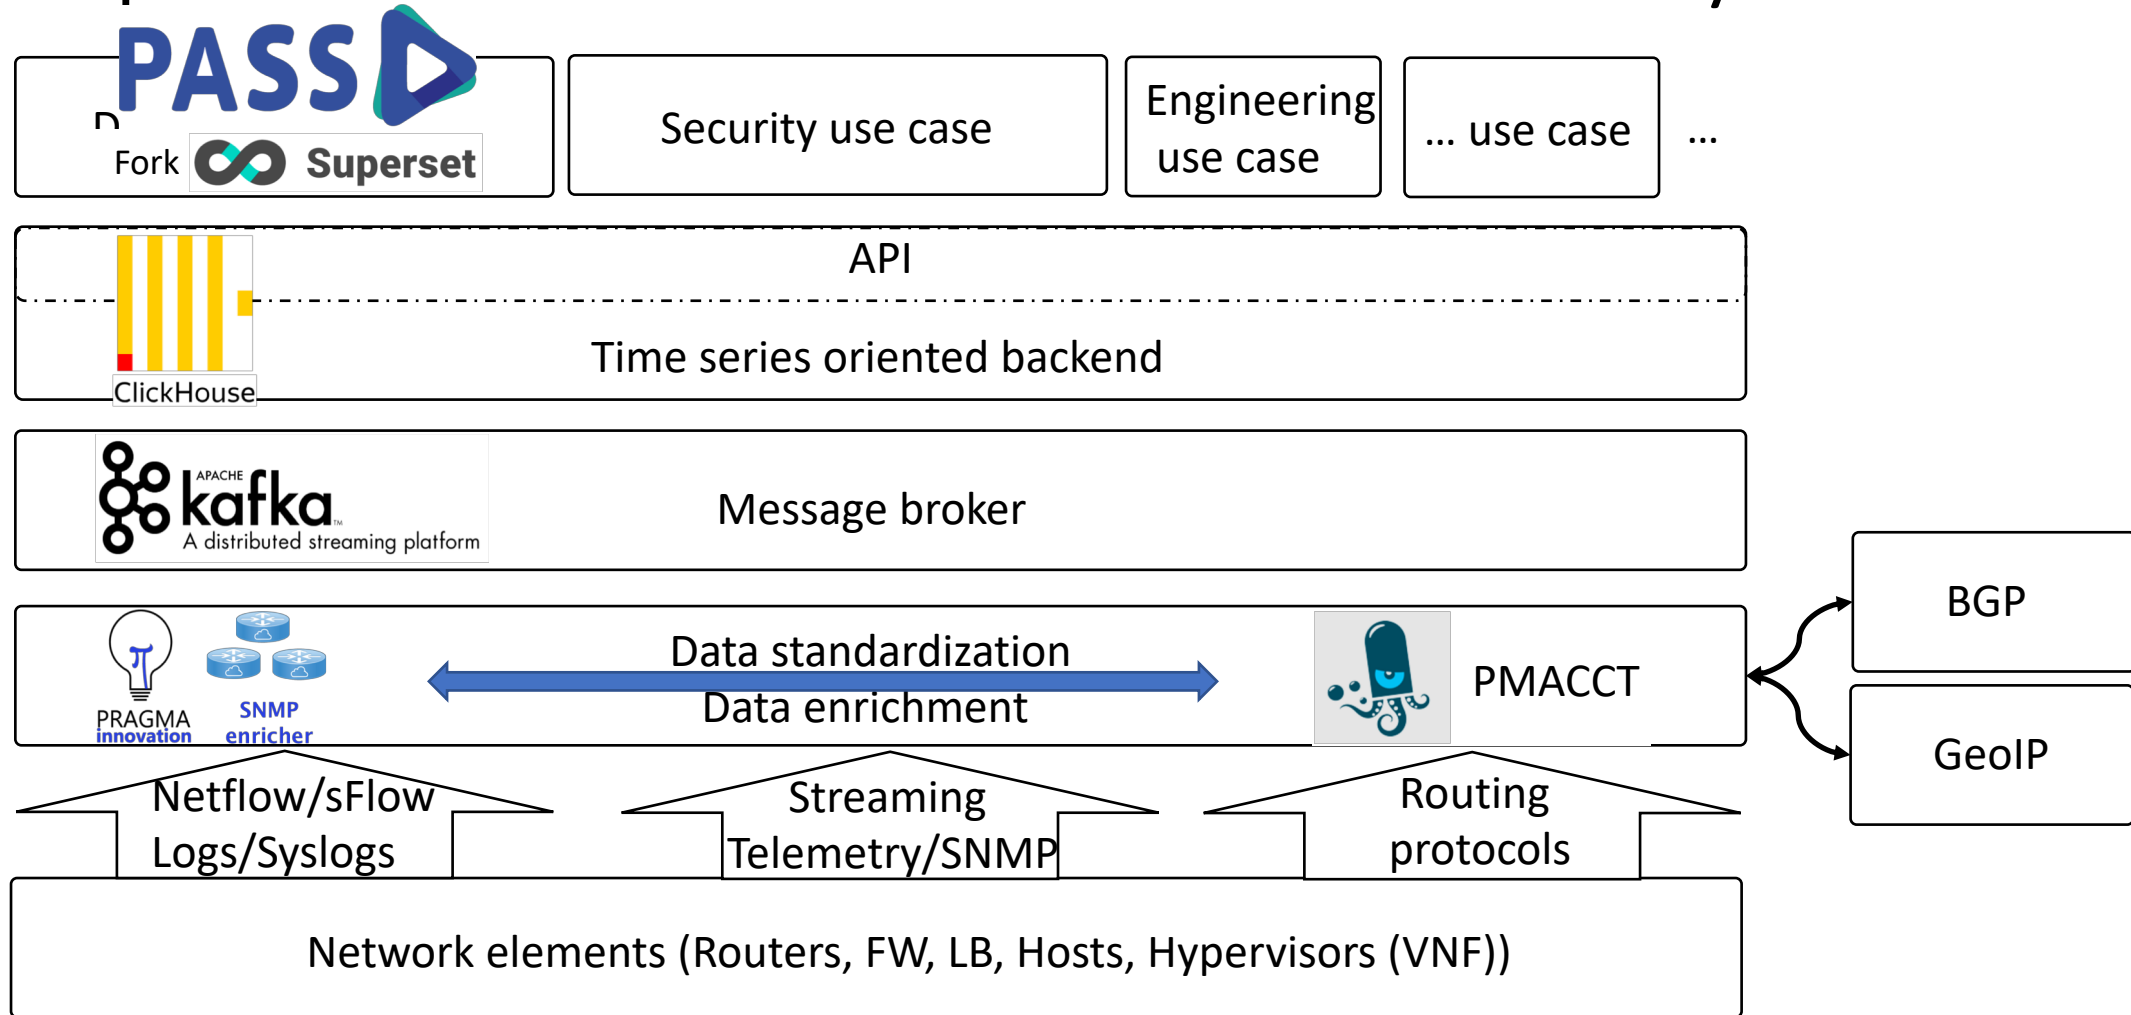 PASS
D
Fork Superset
Security use case
Engineering
use case
... use case
...
API
Time series oriented backend
ClickHouse
APACHE
kafka
TM
A distributed streaming platform
Message broker
BGP
GeoIP
π
PRAGMA
innovation
SNMP
enricher
Data standardization
Data enrichment
PMACCT
Netflow/sFlow
Logs/Syslogs
Streaming
Telemetry/SNMP
Routing
protocols
Network elements (Routers, FW, LB, Hosts, Hypervisors (VNF))